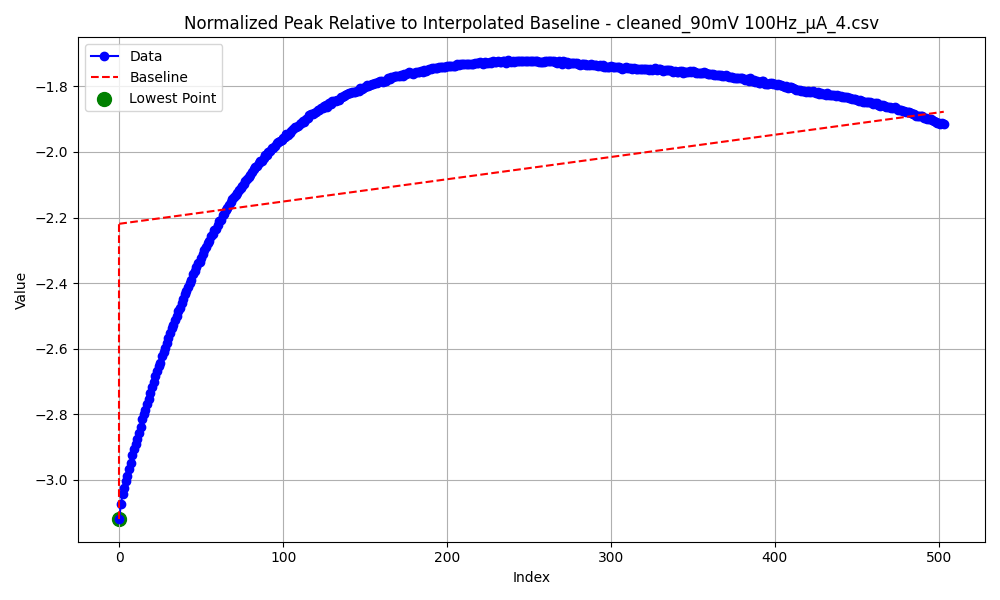 Normalized Peak Relative to Interpolated Baseline - cleaned_90mV 100Hz_μA_4.csv
Data
Baseline
Lowest Point
Value
−1.8
−2.0
−2.2
−2.4
−2.6
−2.8
−3.0
0 100 200 300 400 500
Index